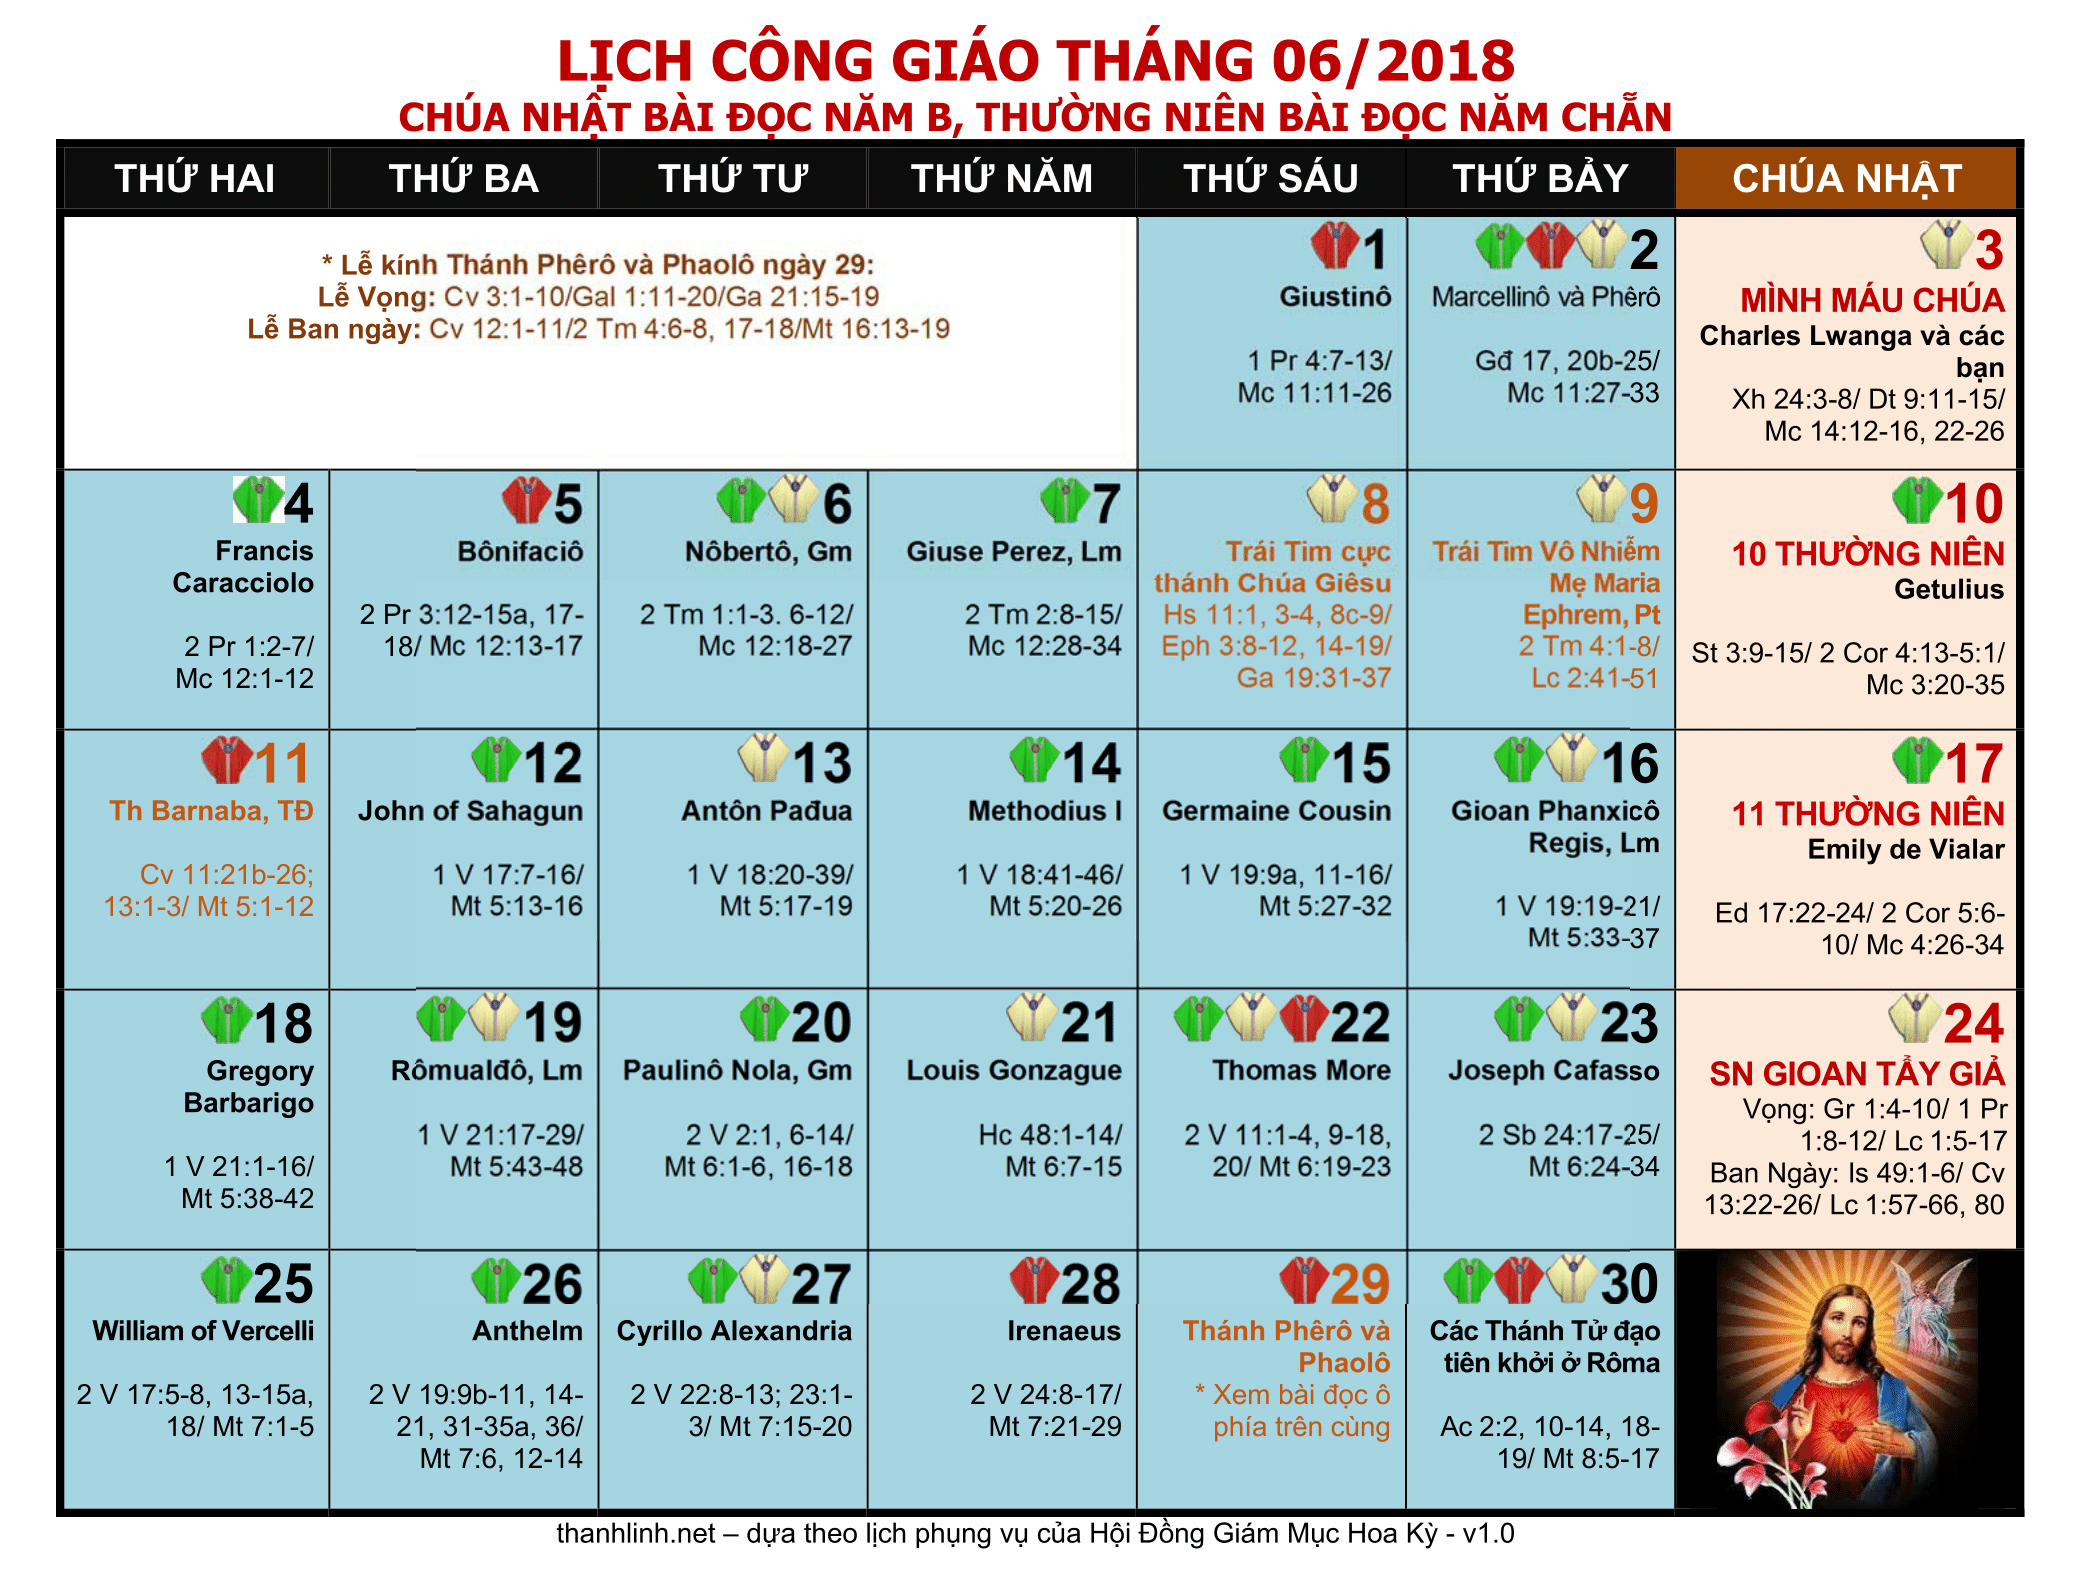 LỊCH CÔNG GIÁO THÁNG 06/2018
CHÚA NHẬT BÀI ĐỌC NĂM B, THƯỜNG NIÊN BÀI ĐỌC NĂM CHẴN
THỨ HAI
THỨ BA
THỨ TƯ
THỨ NĂM
THỨ SÁU
THỨ BẢY
CHÚA NHẬT
* Lễ kính Thánh Phêrô và Phaolô ngày 29:
Lễ Vọng: Cv 3:1-10/Gal 1:11-20/Ga 21:15-19
Lễ Ban ngày: Cv 12:1-11/2 Tm 4:6-8, 17-18/Mt 16:13-19
1
Giustinô
1 Pr 4:7-13/
Mc 11:11-26
2
Marcellinô và Phêrô
Gđ 17, 20b-25/
Mc 11:27-33
3
MÌNH MÁU CHÚA
Charles Lwanga và các
bạn
Xh 24:3-8/ Dt 9:11-15/
Mc 14:12-16, 22-26
4
Francis
Caracciolo
2 Pr 1:2-7/
Mc 12:1-12
5
Bônifaciô
2 Pr 3:12-15a, 17-
18/ Mc 12:13-17
6
Nôbertô, Gm
2 Tm 1:1-3. 6-12/
Mc 12:18-27
7
Giuse Perez, Lm
2 Tm 2:8-15/
Mc 12:28-34
8
Trái Tim cực
thánh Chúa Giêsu
Hs 11:1, 3-4, 8c-9/
Eph 3:8-12, 14-19/
Ga 19:31-37
9
Trái Tim Vô Nhiễm
Mẹ Maria
Ephrem, Pt
2 Tm 4:1-8/
Lc 2:41-51
10
10 THƯỜNG NIÊN
Getulius
St 3:9-15/ 2 Cor 4:13-5:1/
Mc 3:20-35
11
Th Barnaba, TĐ
Cv 11:21b-26;
13:1-3/ Mt 5:1-12
12
John of Sahagun
1 V 17:7-16/
Mt 5:13-16
13
Antôn Pađua
1 V 18:20-39/
Mt 5:17-19
14
Methodius I
1 V 18:41-46/
Mt 5:20-26
15
Germaine Cousin
1 V 19:9a, 11-16/
Mt 5:27-32
16
Gioan Phanxicô
Regis, Lm
1 V 19:19-21/
Mt 5:33-37
17
11 THƯỜNG NIÊN
Emily de Vialar
Ed 17:22-24/ 2 Cor 5:6-
10/ Mc 4:26-34
18
Gregory
Barbarigo
1 V 21:1-16/
Mt 5:38-42
19
Rômualđô, Lm
1 V 21:17-29/
Mt 5:43-48
20
Paulinô Nola, Gm
2 V 2:1, 6-14/
Mt 6:1-6, 16-18
21
Louis Gonzague
Hc 48:1-14/
Mt 6:7-15
22
Thomas More
2 V 11:1-4, 9-18,
20/ Mt 6:19-23
23
Joseph Cafasso
2 Sb 24:17-25/
Mt 6:24-34
24
SN GIOAN TẨY GIẢ
Vọng: Gr 1:4-10/ 1 Pr
1:8-12/ Lc 1:5-17
Ban Ngày: Is 49:1-6/ Cv
13:22-26/ Lc 1:57-66, 80
25
William of Vercelli
2 V 17:5-8, 13-15a,
18/ Mt 7:1-5
26
Anthelm
2 V 19:9b-11, 14-
21, 31-35a, 36/
Mt 7:6, 12-14
27
Cyrillo Alexandria
2 V 22:8-13; 23:1-
3/ Mt 7:15-20
28
Irenaeus
2 V 24:8-17/
Mt 7:21-29
29
Thánh Phêrô và
Phaolô
* Xem bài đọc ô
phía trên cùng
30
Các Thánh Tử đạo
tiên khởi ở Rôma
Ac 2:2, 10-14, 18-
19/ Mt 8:5-17
thanhlinh.net – dựa theo lịch phụng vụ của Hội Đồng Giám Mục Hoa Kỳ - v1.0